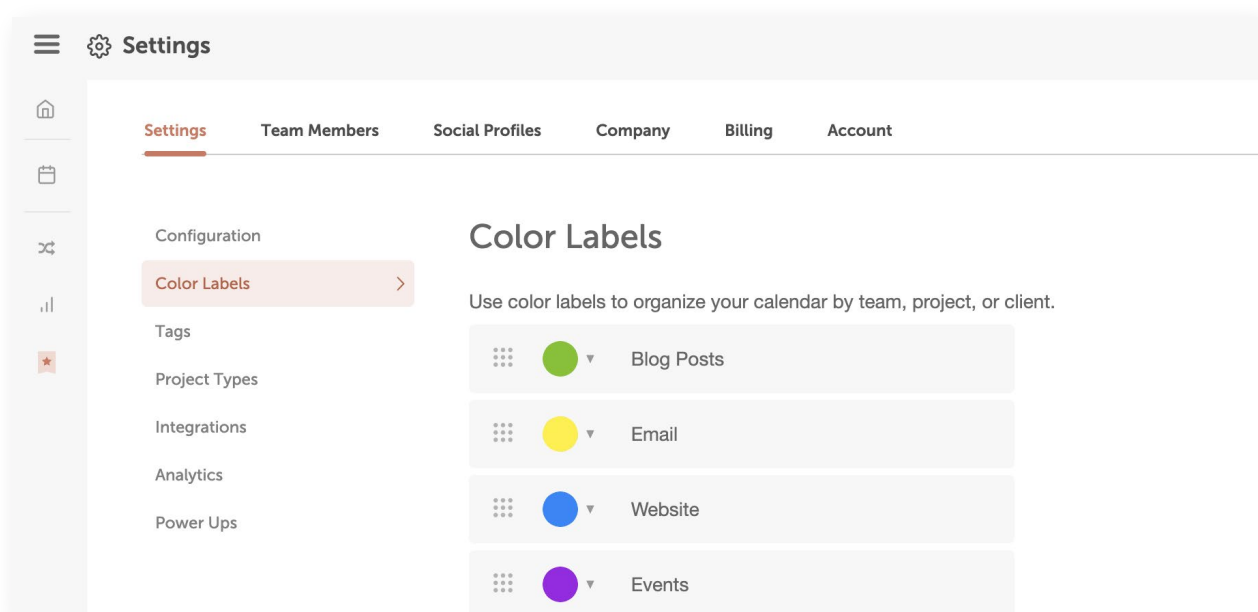 Settings
Settings Team Members Social Profiles Company Billing Account
Configuration
Color Labels
Tags
Project Types
Integrations
Analytics
Power Ups
Color Labels
Use color labels to organize your calendar by team, project, or client.
Blog Posts
Email
Website
Events